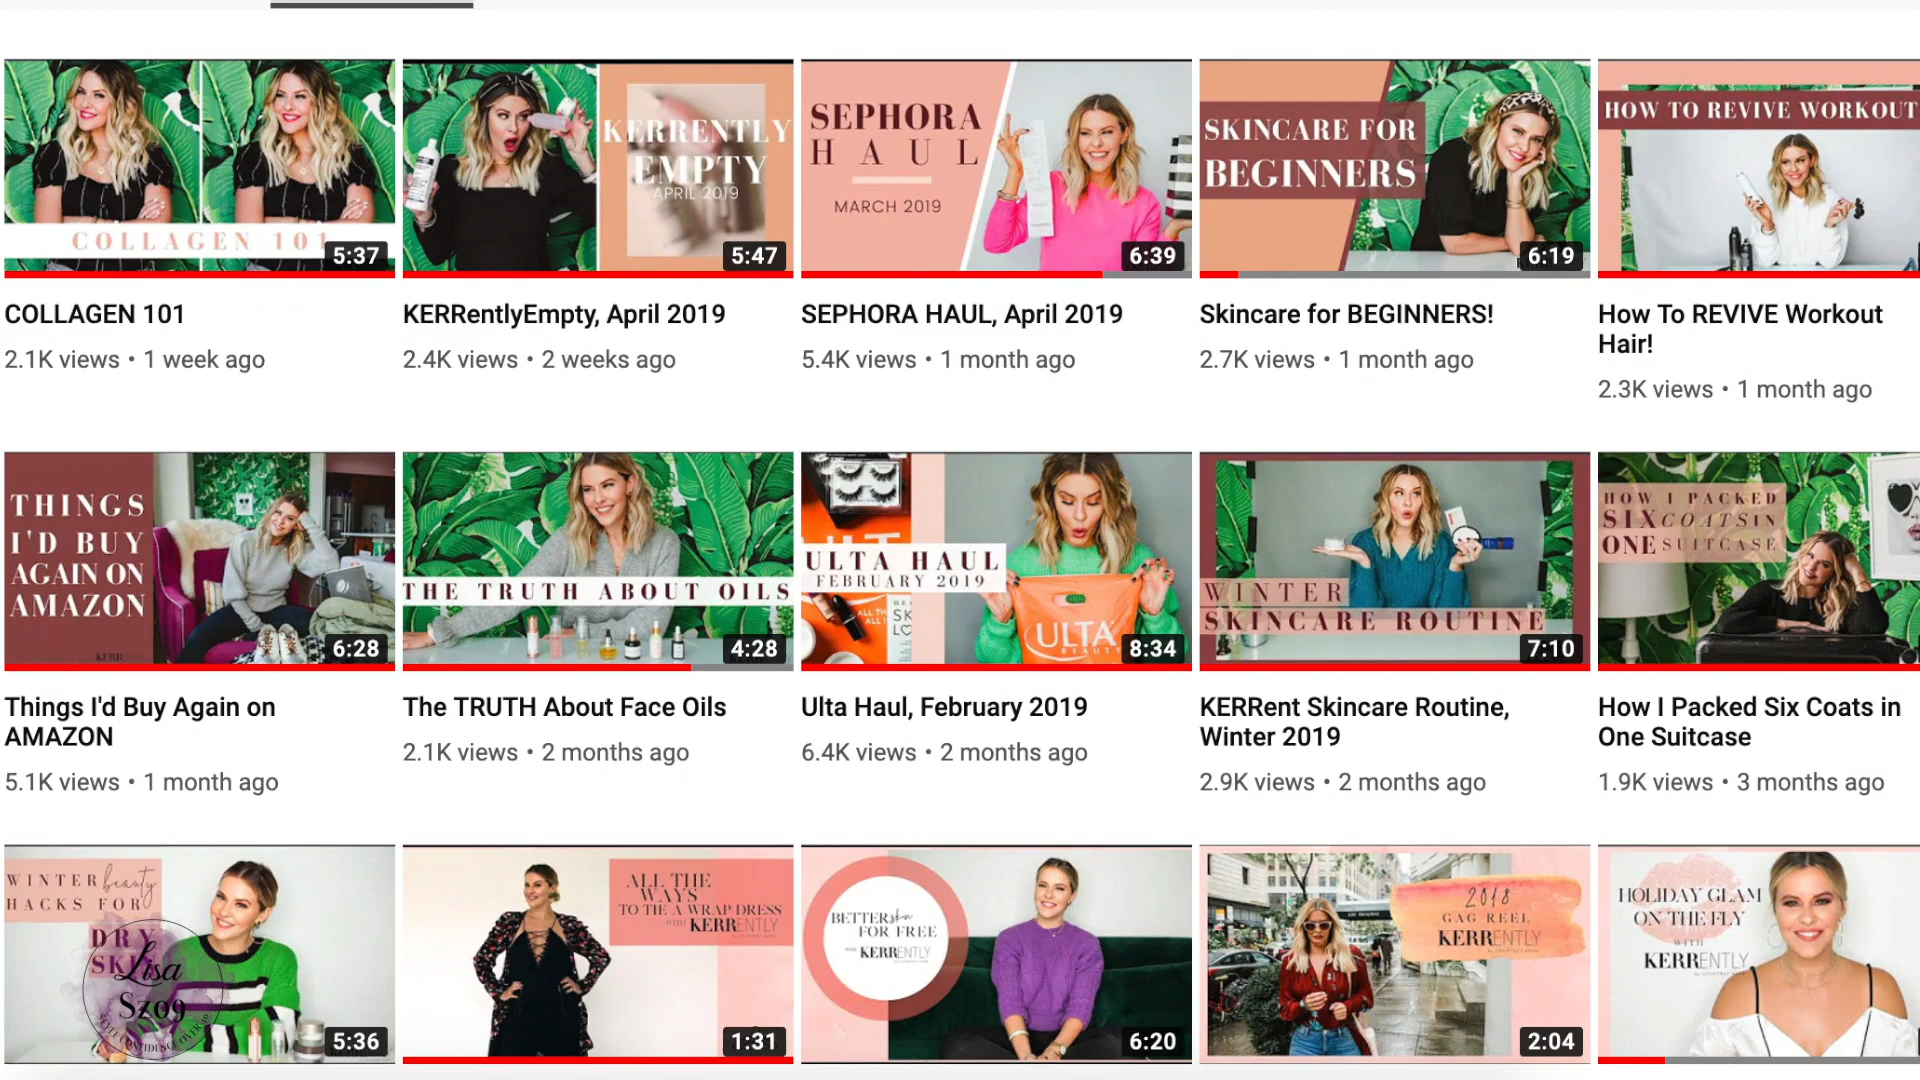 COLLAGEN 101
5:37
KERRENTLY
EMPTY
APRIL 2019
5:47
SEPHORA
HAUL
MARCH 2019
6:39
SKINCARE FOR
BEGINNERS
6:19
HOW TO REVIVE WORKOUT
COLLAGEN 101
2.1K views • 1 week ago
KERRentlyEmpty, April 2019
2.4K views • 2 weeks ago
SEPHORA HAUL, April 2019
5.4K views • 1 month ago
Skincare for BEGINNERS!
2.7K views • 1 month ago
How To REVIVE Workout
Hair!
2.3K views • 1 month ago
THINGS
I'D BUY
AGAIN ON
AMAZON
6:28
THE TRUTH ABOUT OILS
4:28
ULTA HAUL
FEBRUARY 2019
ULTA
BEAUTY
8:34
WINTER
SKINCARE ROUTINE
7:10
HOW I PACKED
SIX COATS IN
ONE SUITCASE
Things I'd Buy Again on
AMAZON
5.1K views • 1 month ago
The TRUTH About Face Oils
2.1K views • 2 months ago
Ulta Haul, February 2019
6.4K views • 2 months ago
KERRent Skincare Routine,
Winter 2019
2.9K views • 2 months ago
How I Packed Six Coats in
One Suitcase
1.9K views • 3 months ago
WINTER beauty
HACKS FOR
DRY
Lisa
Sz09
5:36
ALL THE
WAYS
TO TIE A WRAP DRESS
WITH KERRENTLY
1:31
BETTER skin
FOR FREE
WITH KERRENTLY
6:20
2018
GAG REEL
KERRENTLY
2:04
HOLIDAY GLAM
ON THE FLY
WITH
KERRENTLY